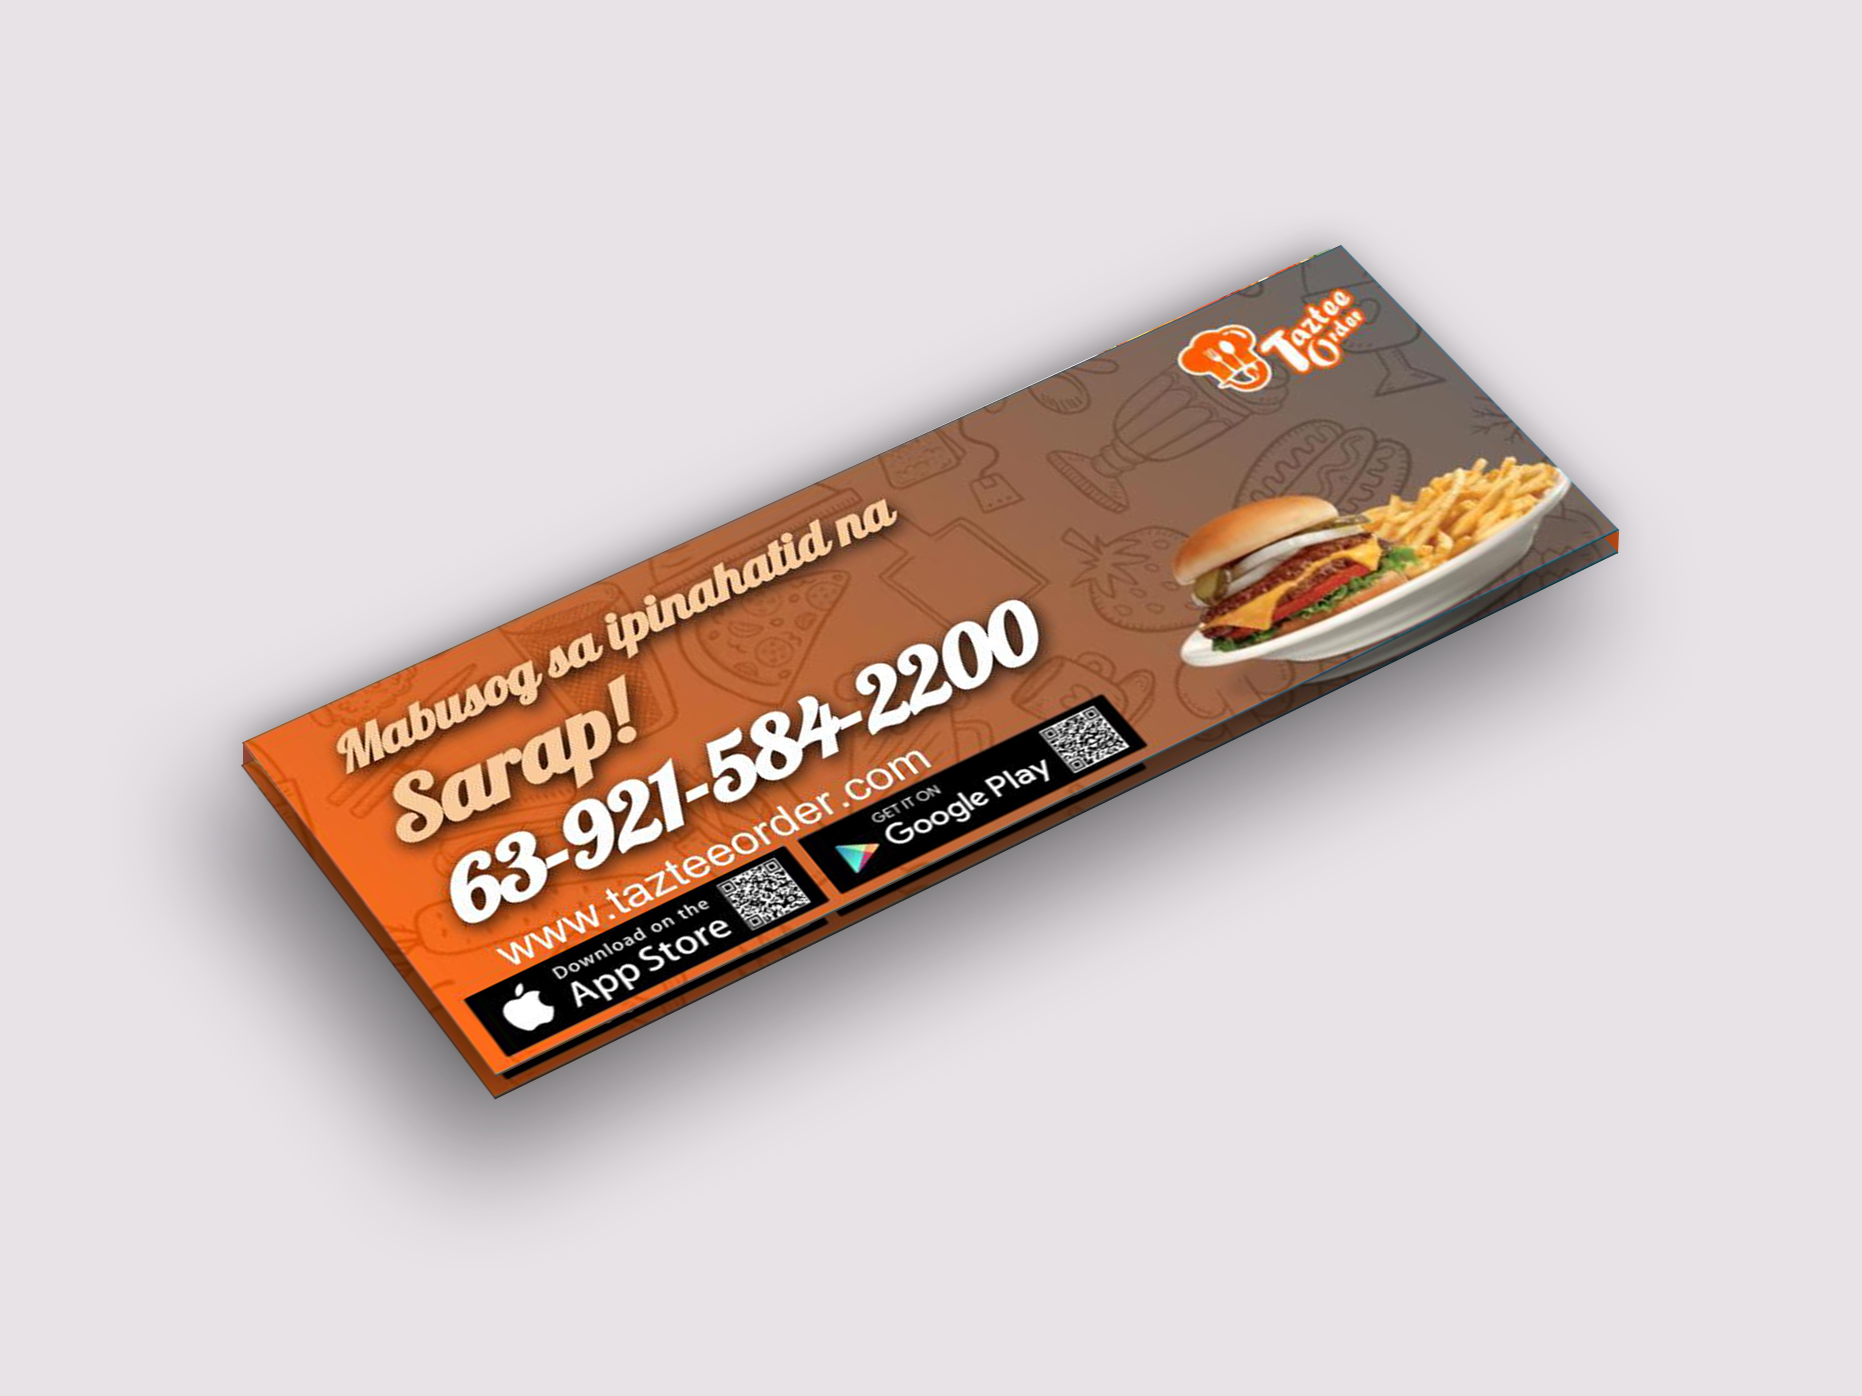 Taztee
Order
Mabusog sa ipinahatid na
Sarap!
63-921-584-2200
www.tazteeorder.com
Download on the
App Store
GET IT ON
Google Play